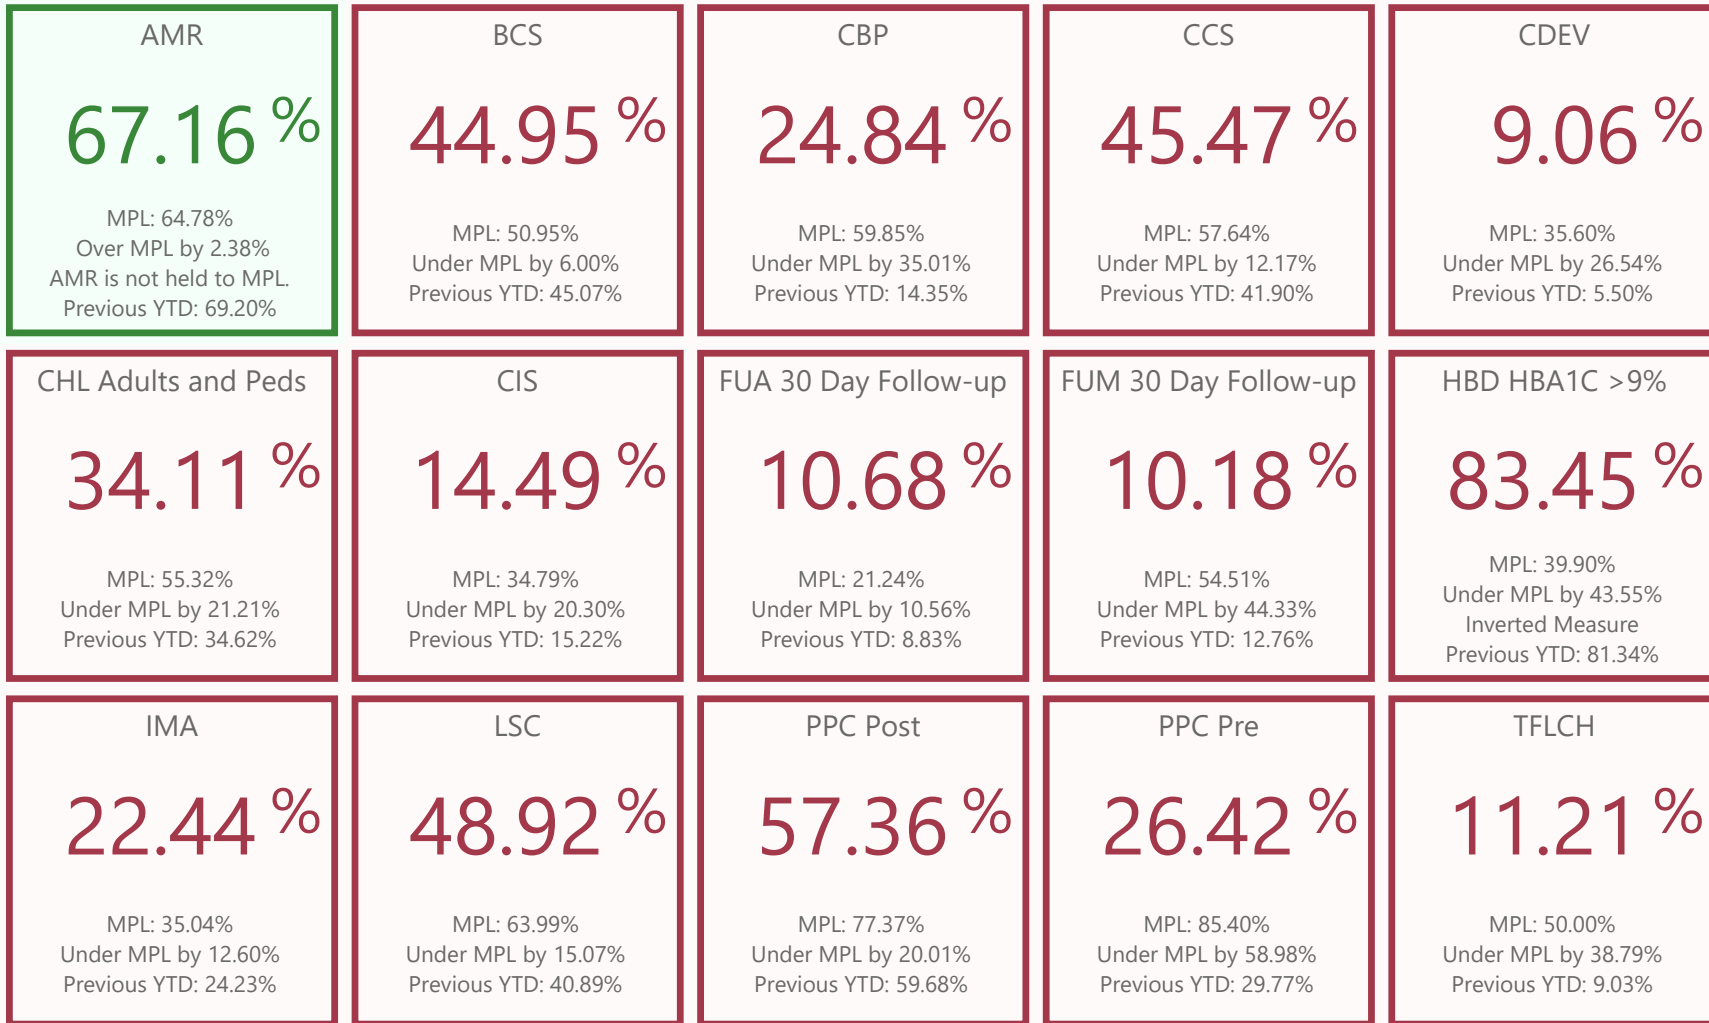 AMR
67.16 %
MPL: 64.78%
Over MPL by 2.38%
AMR is not held to MPL.
Previous YTD: 69.20%
BCS
44.95 %
MPL: 50.95%
Under MPL by 6.00%
Previous YTD: 45.07%
CBP
24.84 %
MPL: 59.85%
Under MPL by 35.01%
Previous YTD: 14.35%
CCS
45.47 %
MPL: 57.64%
Under MPL by 12.17%
Previous YTD: 41.90%
CDEV
9.06 %
MPL: 35.60%
Under MPL by 26.54%
Previous YTD: 5.50%
CHL Adults and Peds
34.11 %
MPL: 55.32%
Under MPL by 21.21%
Previous YTD: 34.62%
CIS
14.49 %
MPL: 34.79%
Under MPL by 20.30%
Previous YTD: 15.22%
FUA 30 Day Follow-up
10.68 %
MPL: 21.24%
Under MPL by 10.56%
Previous YTD: 8.83%
FUM 30 Day Follow-up
10.18 %
MPL: 54.51%
Under MPL by 44.33%
Previous YTD: 12.76%
HBD HBA1C >9%
83.45 %
MPL: 39.90%
Under MPL by 43.55%
Inverted Measure
Previous YTD: 81.34%
IMA
22.44 %
MPL: 35.04%
Under MPL by 12.60%
Previous YTD: 24.23%
LSC
48.92 %
MPL: 63.99%
Under MPL by 15.07%
Previous YTD: 40.89%
PPC Post
57.36 %
MPL: 77.37%
Under MPL by 20.01%
Previous YTD: 59.68%
PPC Pre
26.42 %
MPL: 85.40%
Under MPL by 58.98%
Previous YTD: 29.77%
TFLCH
11.21 %
MPL: 50.00%
Under MPL by 38.79%
Previous YTD: 9.03%